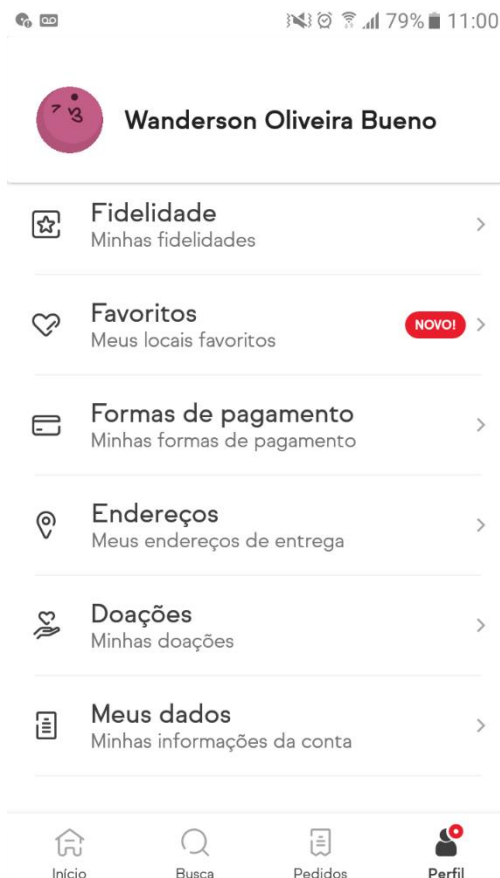 79% 11:00
Wanderson Oliveira Bueno
Fidelidade
Minhas fidelidades
Favoritos
Meus locais favoritos
NOVO!
Formas de pagamento
Minhas formas de pagamento
Endereços
Meus endereços de entrega
Doações
Minhas doações
Meus dados
Minhas informações da conta
Início Busca Pedidos Perfil